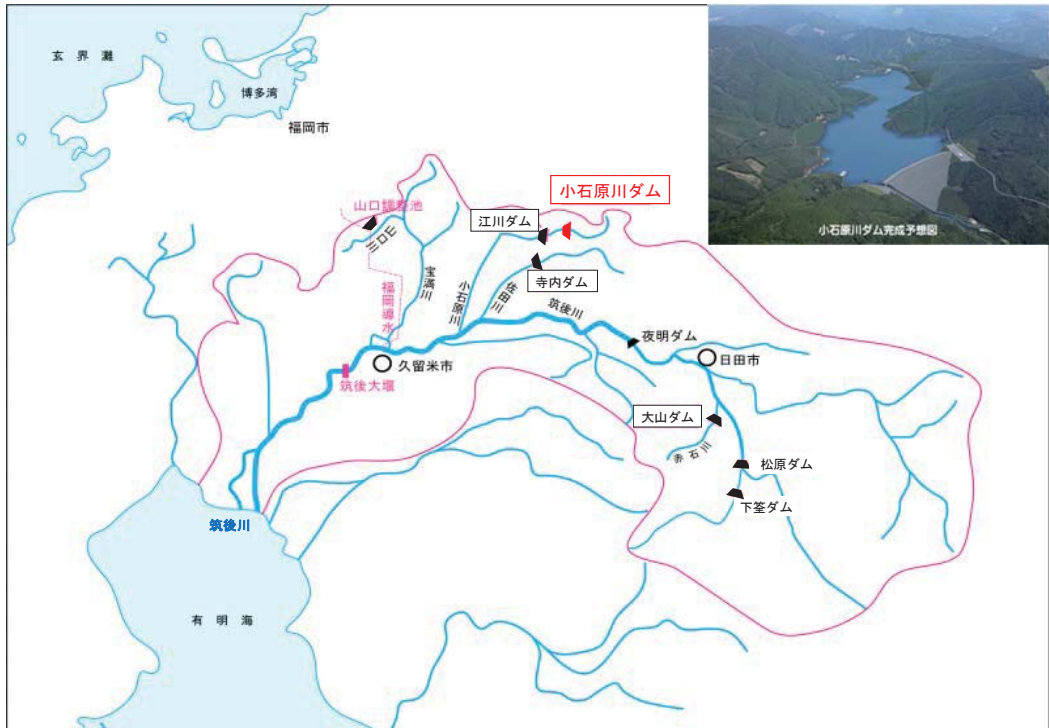 玄界灘
博多湾
福岡市
小石原川ダム完成予想図
小石原川ダム
山口調整池
江川ダム
山口川
寺内ダム
宝満川
福岡導水
小石原川
佐田川
筑後川
夜明ダム
日田市
久留米市
筑後大堰
大山ダム
赤石川
松原ダム
下筌ダム
筑後川
有明海